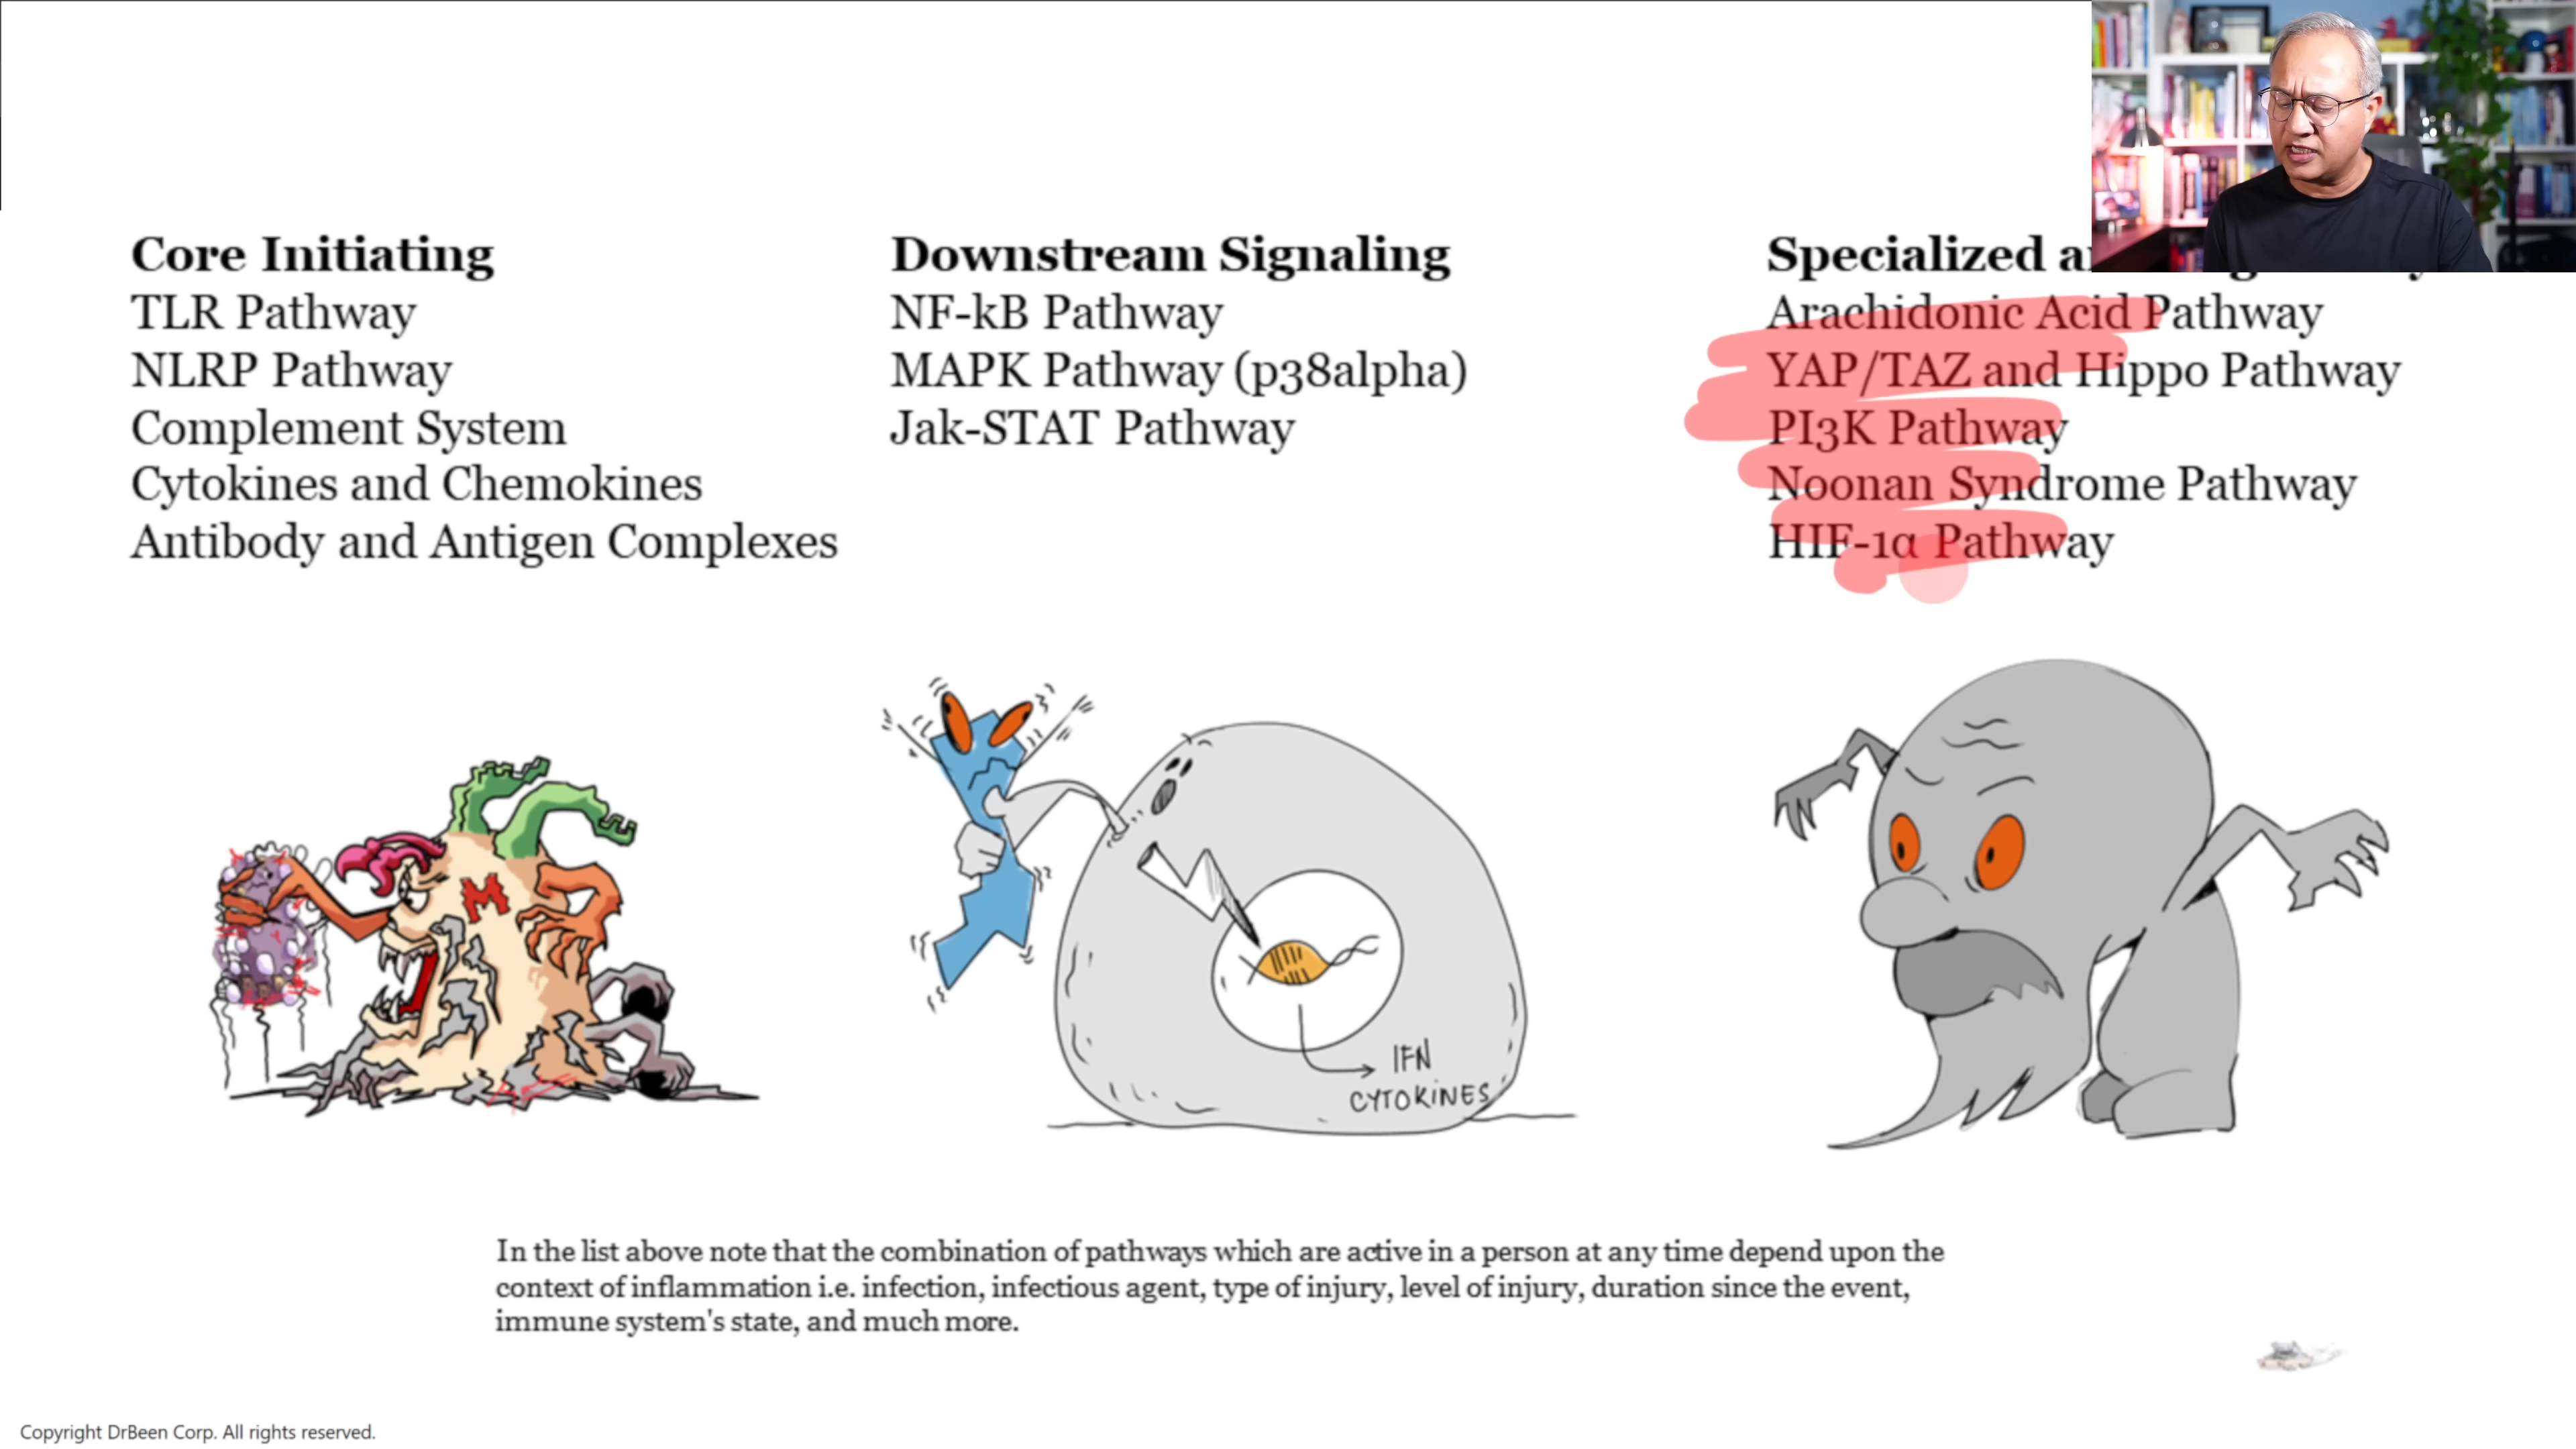 Core Initiating
TLR Pathway
NLRP Pathway
Complement System
Cytokines and Chemokines
Antibody and Antigen Complexes
Downstream Signaling
NF-kB Pathway
MAPK Pathway (p38alpha)
Jak-STAT Pathway
Specialized
Arachidonic Acid Pathway
YAP/TAZ and Hippo Pathway
PI3K Pathway
Noonan Syndrome Pathway
HIF-1α Pathway
M
IFN
CYTOKINES
In the list above note that the combination of pathways which are active in a person at any time depend upon the
context of inflammation i.e. infection, infectious agent, type of injury, level of injury, duration since the event,
immune system's state, and much more.
Copyright DrBeen Corp. All rights reserved.